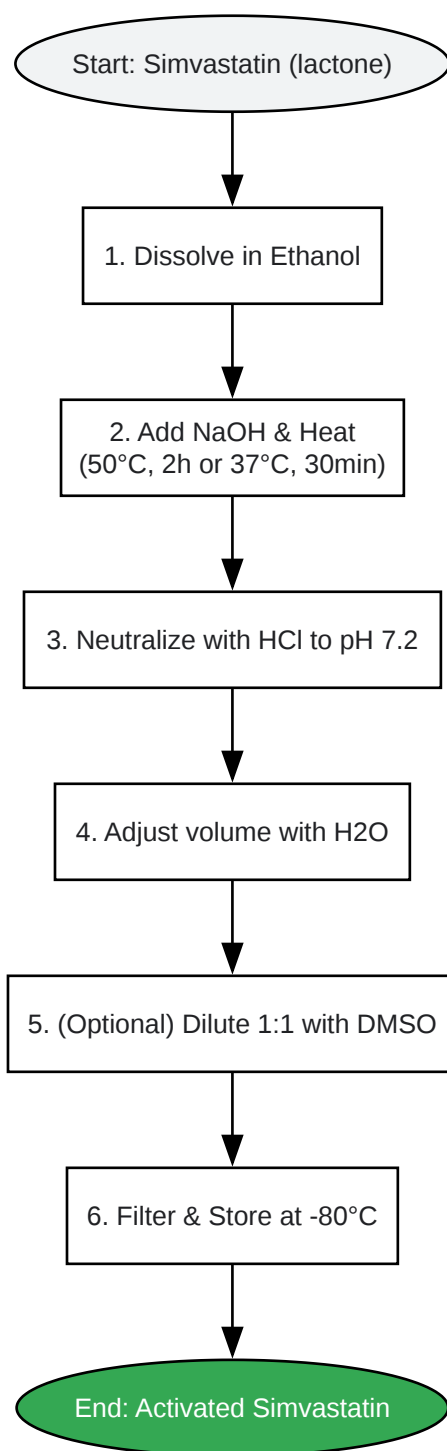 Start: Simvastatin (lactone)
1. Dissolve in Ethanol
2. Add NaOH & Heat
(50°C, 2h or 37°C, 30min)
3. Neutralize with HCl to pH 7.2
4. Adjust volume with H2O
5. (Optional) Dilute 1:1 with DMSO
6. Filter & Store at -80°C
End: Activated Simvastatin